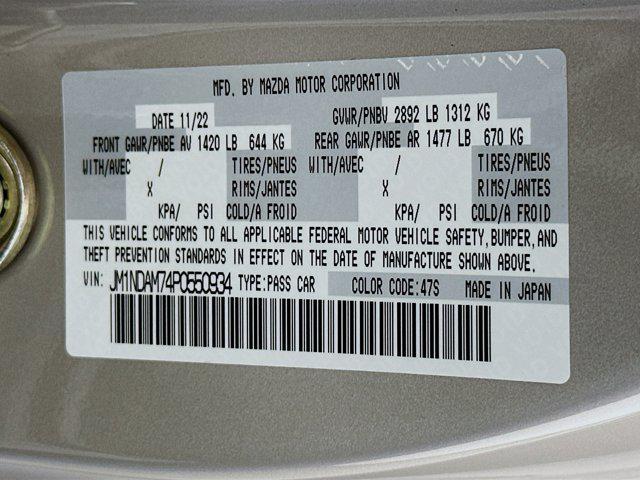 MFD. BY MAZDA MOTOR CORPORATION
DATE 11/22 GVWR/PNBV 2892 LB 1312 KG
FRONT GAWR/PNBE AV 1420 LB 644 KG REAR GAWR/PNBE AR 1477 LB 670 KG
WITH/AVEC / TIRES/PNEUS WITH/AVEC / TIRES/PNEUS
X RIMS/JANTES X RIMS/JANTES
KPA/ PSI COLD/A FROID KPA/ PSI COLD/A FROID
THIS VEHICLE CONFORMS TO ALL APPLICABLE FEDERAL MOTOR VEHICLE SAFETY, BUMPER, AND
THEFT PREVENTION STANDARDS IN EFFECT ON THE DATE OF MANUFACTURE SHOWN ABOVE.
VIN: JM1NDAM74P0550934 TYPE:PASS CAR COLOR CODE:47S MADE IN JAPAN